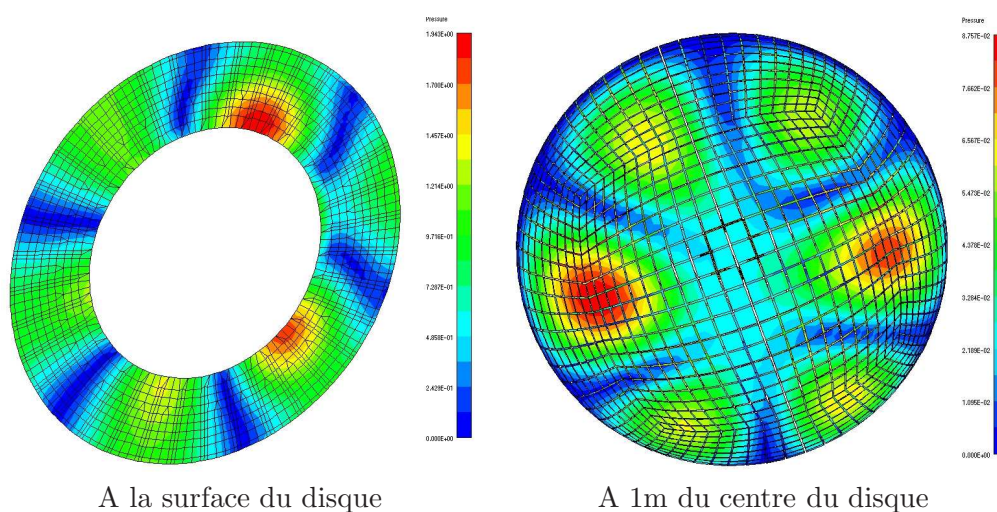 Pressure
1.943E+00
1.700E+00
1.457E+00
1.214E+00
9.716E-01
7.287E-01
4.858E-01
2.429E-01
0.000E+00
Pressure
8.757E-02
7.662E-02
6.567E-02
5.473E-02
4.378E-02
3.284E-02
2.189E-02
1.095E-02
0.000E+00
A la surface du disque
A 1m du centre du disque